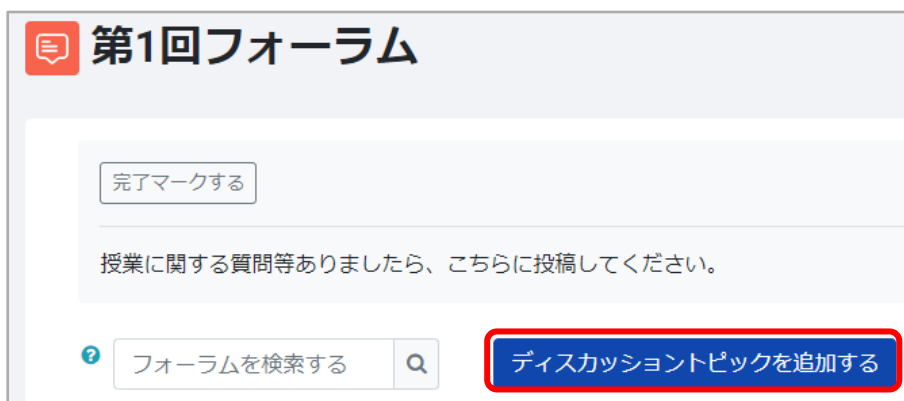 第1回フォーラム
完了マークする
授業に関する質問等ありましたら、こちらに投稿してください。
フォーラムを検索する
ディスカッショントピックを追加する